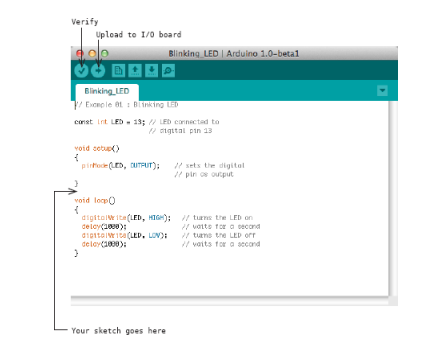 Verify
Upload to I/O board
Blinking_LED | Arduino 1.0-beta1
Blinking_LED
// Example 01 : Blinking LED
const int LED = 13; // LED connected to
// digital pin 13
void setup()
{
pinMode(LED, OUTPUT); // sets the digital
// pin as output
}
void loop()
{
digitalWrite(LED, HIGH); // turns the LED on
delay(1000); // waits for a second
digitalWrite(LED, LOW); // turns the LED off
delay(1000); // waits for a second
}
Your sketch goes here